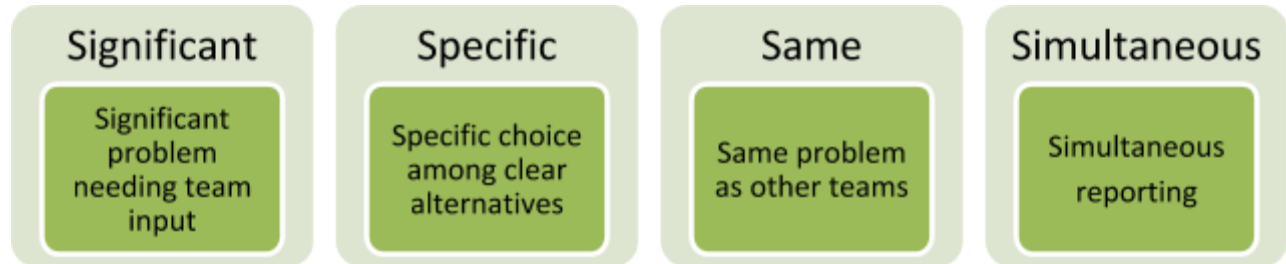 Significant
Significant
problem
needing team
input
Specific
Specific choice
among clear
alternatives
Same
Same problem
as other teams
Simultaneous
Simultaneous
reporting